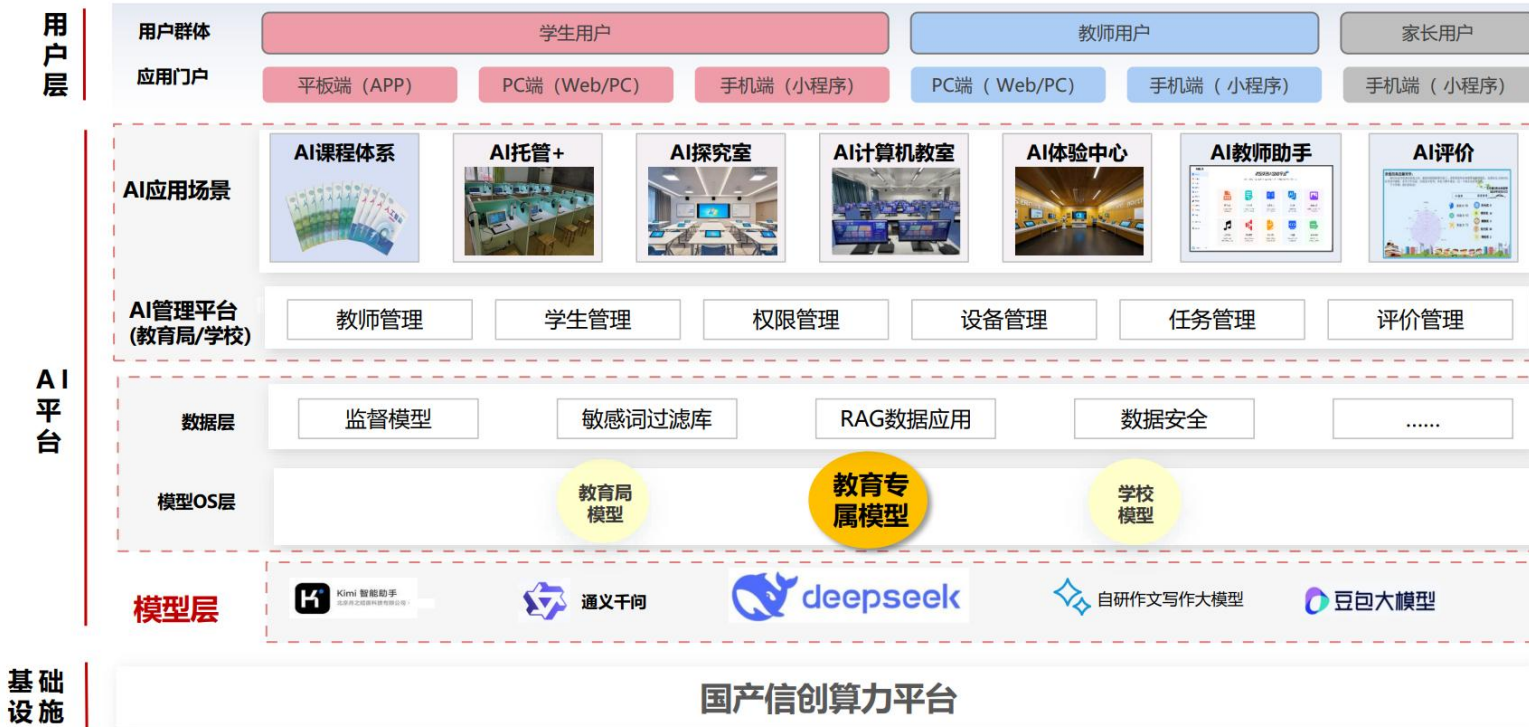 用户层
用户群体
学生用户
教师用户
家长用户
应用门户
平板端（APP）
PC端（Web/PC）
手机端（小程序）
PC端（ Web/PC）
手机端（ 小程序）
手机端（ 小程序）
AI平台
AI应用场景
AI课程体系
AI托管+
AI探究室
AI计算机教室
AI体验中心
AI教师助手
AI评价
AI管理平台
(教育局/学校)
教师管理
学生管理
权限管理
设备管理
任务管理
评价管理
数据层
监督模型
敏感词过滤库
RAG数据应用
数据安全
......
模型OS层
教育局
模型
教育专
属模型
学校
模型
模型层
Kimi 智能助手
通义千问
deepseek
自研作文写作大模型
豆包大模型
基础
设施
国产信创算力平台